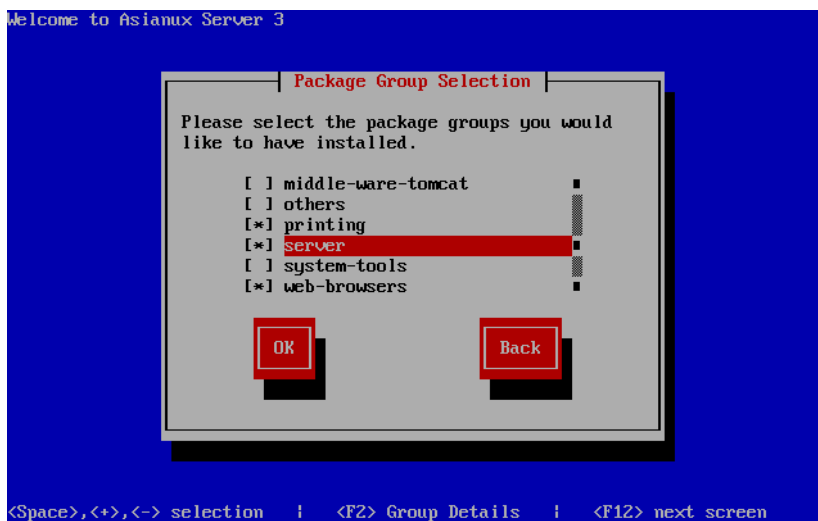 Welcome to Asianux Server 3
Package Group Selection
Please select the package groups you would
like to have installed.
[ ] middle-ware-tomcat
[ ] others
[*] printing
[*] server
[ ] system-tools
[*] web-browsers
OK Back
<Space>,<+>,<-> selection | <F2> Group Details | <F12> next screen